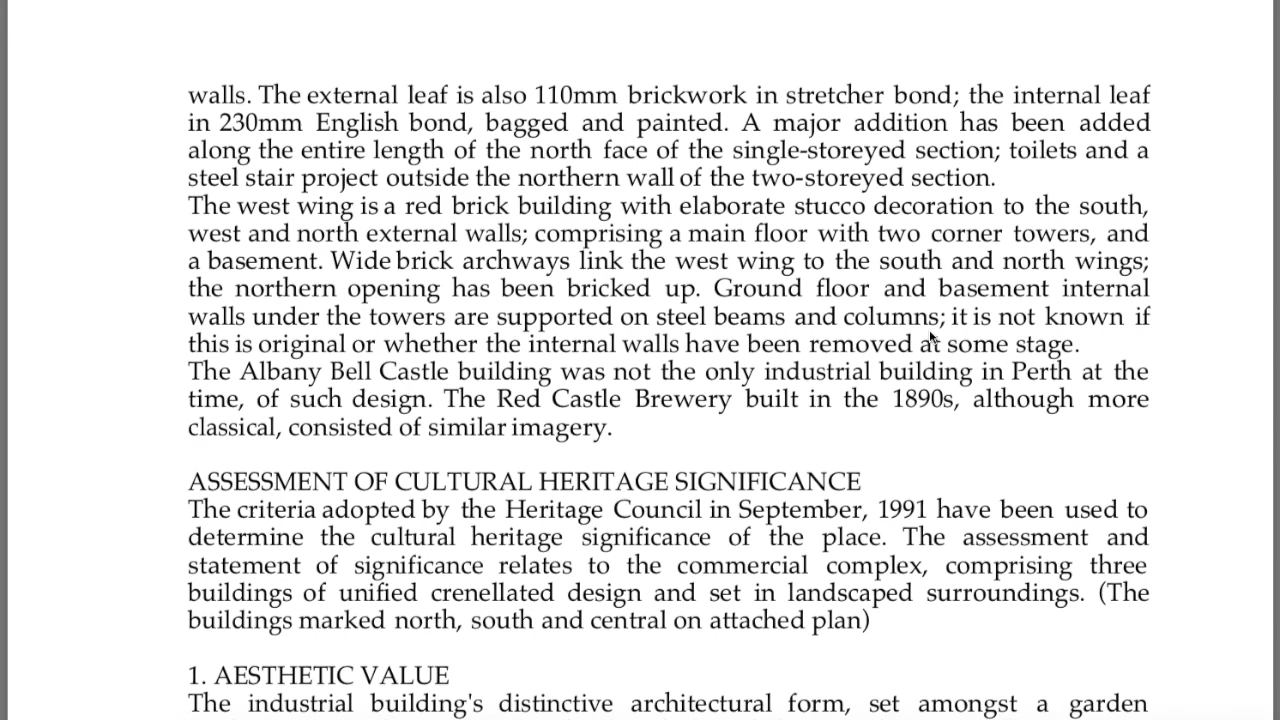 walls. The external leaf is also 110mm brickwork in stretcher bond; the internal leaf
in 230mm English bond, bagged and painted. A major addition has been added
along the entire length of the north face of the single-storeyed section; toilets and a
steel stair project outside the northern wall of the two-storeyed section.
The west wing is a red brick building with elaborate stucco decoration to the south,
west and north external walls; comprising a main floor with two corner towers, and
a basement. Wide brick archways link the west wing to the south and north wings;
the northern opening has been bricked up. Ground floor and basement internal
walls under the towers are supported on steel beams and columns; it is not known if
this is original or whether the internal walls have been removed at some stage.
The Albany Bell Castle building was not the only industrial building in Perth at the
time, of such design. The Red Castle Brewery built in the 1890s, although more
classical, consisted of similar imagery.
ASSESSMENT OF CULTURAL HERITAGE SIGNIFICANCE
The criteria adopted by the Heritage Council in September, 1991 have been used to
determine the cultural heritage significance of the place. The assessment and
statement of significance relates to the commercial complex, comprising three
buildings of unified crenellated design and set in landscaped surroundings. (The
buildings marked north, south and central on attached plan)
1. AESTHETIC VALUE
The industrial building's distinctive architectural form, set amongst a garden